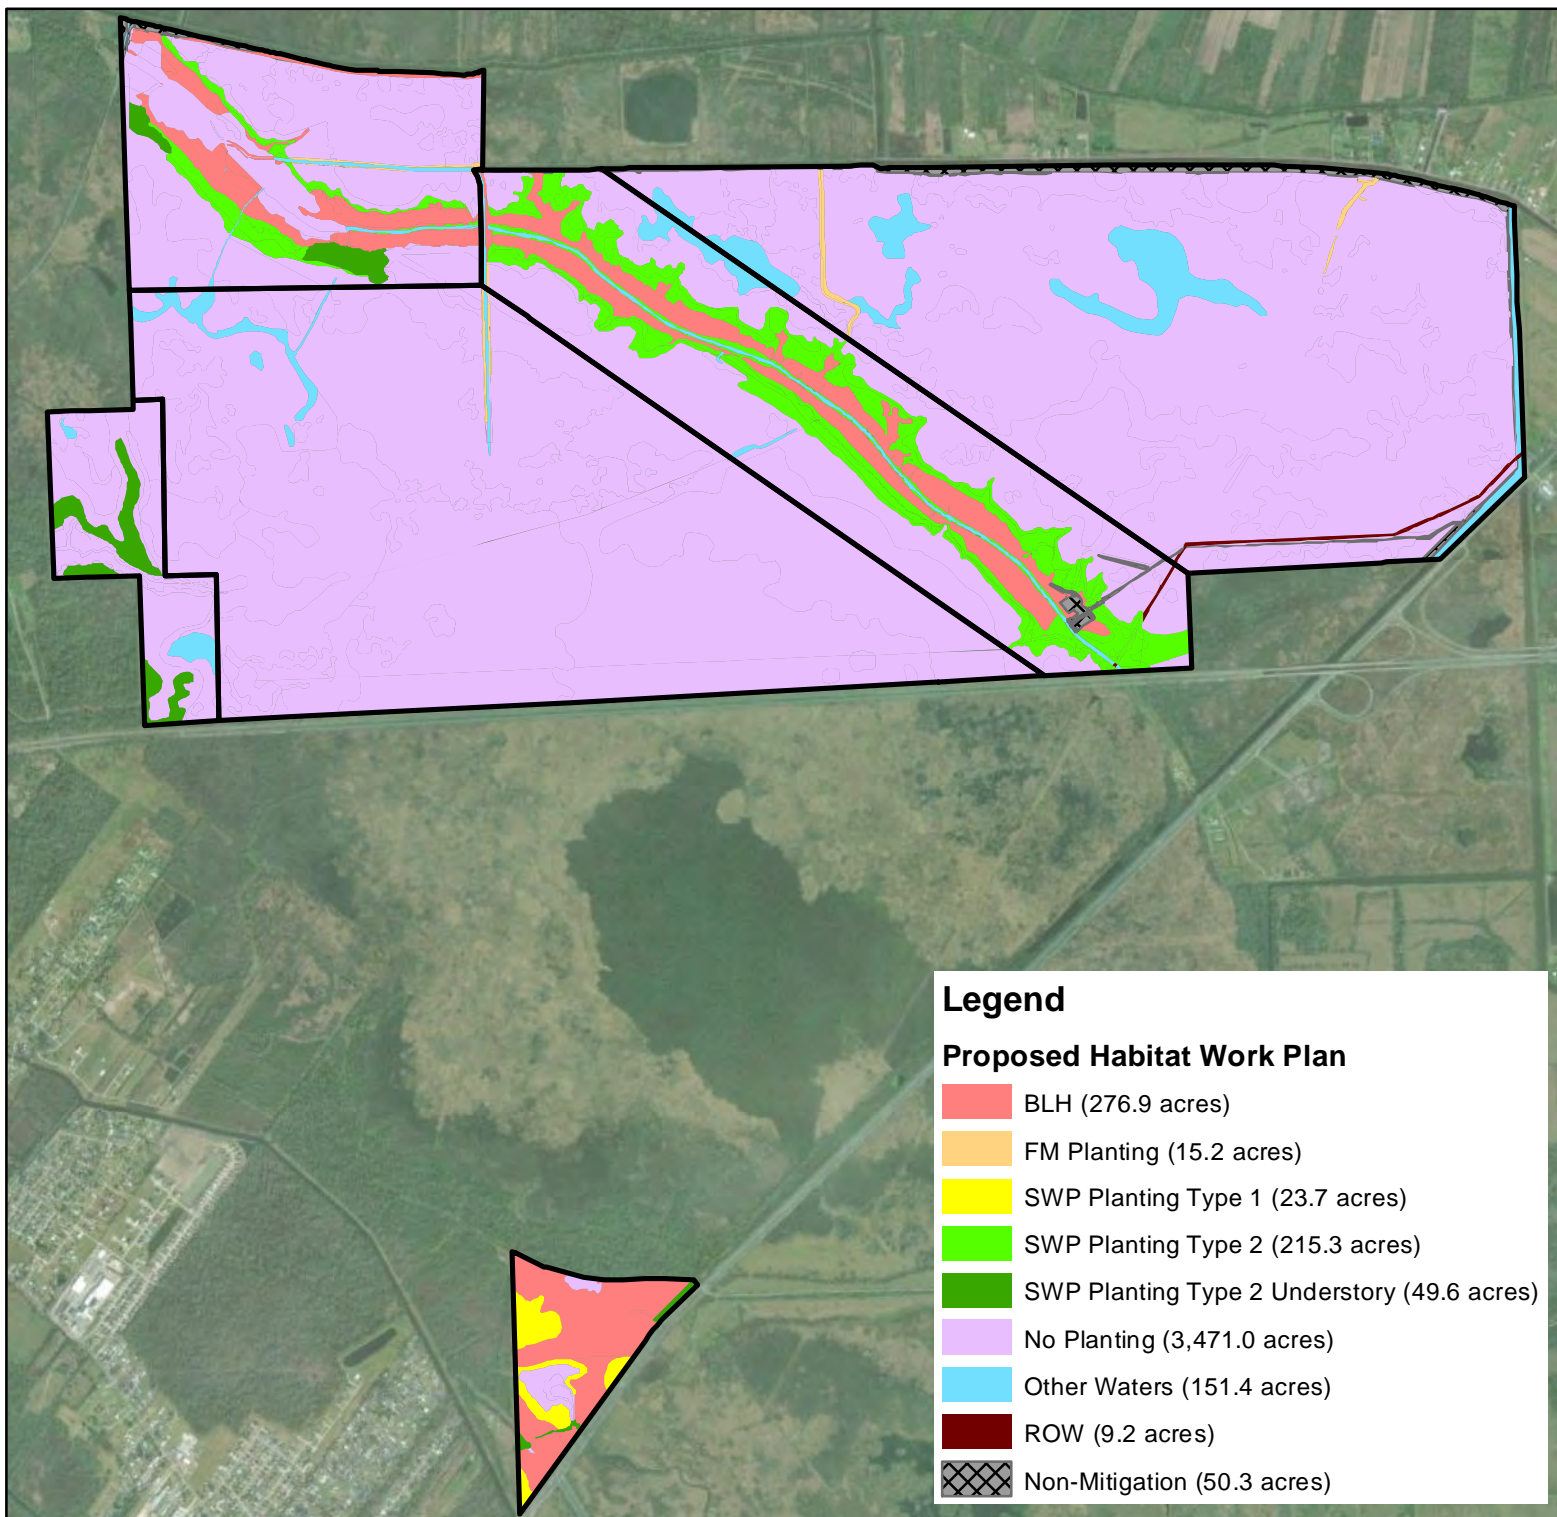 Legend
Proposed Habitat Work Plan
BLH (276.9 acres)
FM Planting (15.2 acres)
SWP Planting Type 1 (23.7 acres)
SWP Planting Type 2 (215.3 acres)
SWP Planting Type 2 Understory (49.6 acres)
No Planting (3,471.0 acres)
Other Waters (151.4 acres)
ROW (9.2 acres)
Non-Mitigation (50.3 acres)